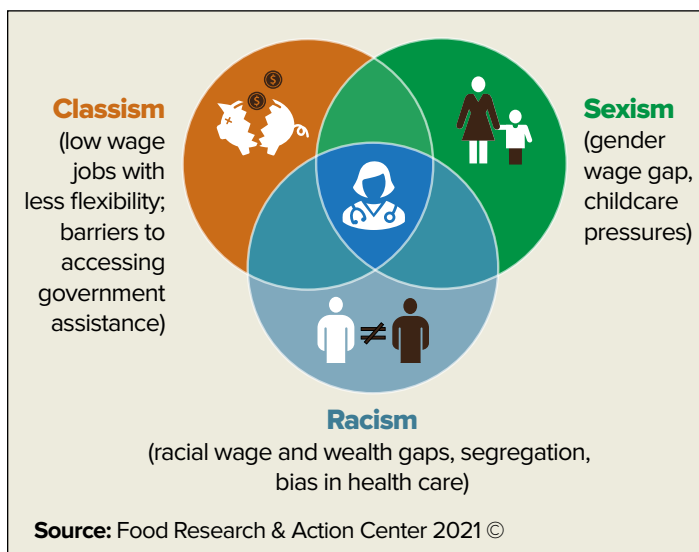 Classism
(low wage
jobs with
less flexibility;
barriers to
accessing
government
assistance)
$
$
Sexism
(gender
wage gap,
childcare
pressures)
≠
Racism
(racial wage and wealth gaps, segregation,
bias in health care)
Source: Food Research & Action Center 2021 ©